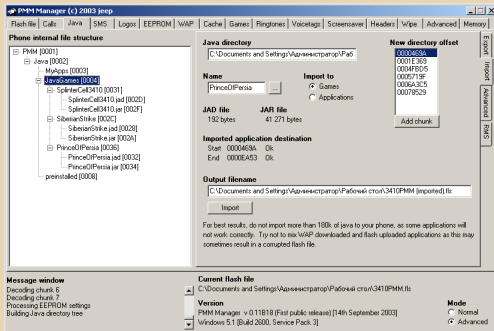 PMM Manager (c) 2003 jeep
Flash file Calls Java SMS Logos EEPROM WAP Cache Games Ringtones Voicetags Screensaver Headers Wipe Advanced Memory
Phone internal file structure
PMM [0001]
Java [0002]
MyApps [0003]
JavaGames [0004]
SplinterCell3410 [0031]
SplinterCell3410.jad [002D]
SplinterCell3410.jar [002F]
SiberianStrike [002C]
SiberianStrike.jad [0028]
SiberianStrike.jar [002A]
PrinceOfPersia [0036]
PrinceOfPersia.jad [0032]
PrinceOfPersia.jar [0034]
preinstalled [0008]
Java directory
C:\Documents and Settings\Администратор\Раб
New directory offset
0000469A
0001E369
0004FBD5
0005719F
0006A3C5
00078529
Add chunk
Name
PrinceOfPersia
...
Import to
Games
Applications
JAD file
192 bytes
JAR file
41 271 bytes
Imported application destination
Start 0000469A Ok
End 0000EA53 Ok
Output filename
C:\Documents and Settings\Администратор\Рабочий стол\3410PMM (imported).fls
Import
For best results, do not import more than 180k of java to your phone, as some applications will
not work correctly. Try not to mix WAP downloaded and flash uploaded applications as this may
sometimes result in a corrupted flash file.
Export
Import
Advanced
RMS
Message window
Decoding chunk 6
Decoding chunk 7
Processing EEPROM settings
Building Java directory tree
Current flash file
C:\Documents and Settings\Администратор\Рабочий стол\3410PMM.fls
Version
PMM Manager v 0.11B18 (First public release) [14th September 2003]
Windows 5.1 [Build 2600, Service Pack 3]
Mode
Normal
Advanced